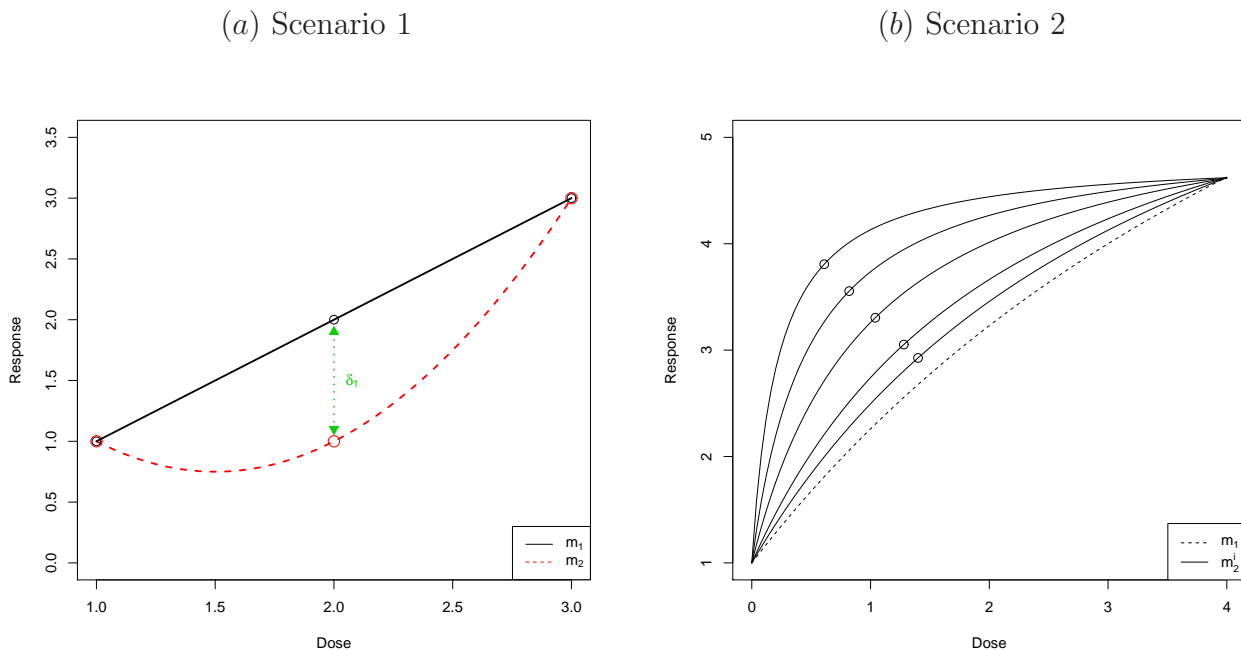 (a) Scenario 1
3.5
3.0
2.5
2.0
1.5
1.0
0.5
0.0
Response
δ₁
m₁
m₂
1.0 1.5 2.0 2.5 3.0
Dose
(b) Scenario 2
5
4
3
2
1
Response
m₁
m₂ⁱ
0 1 2 3 4
Dose